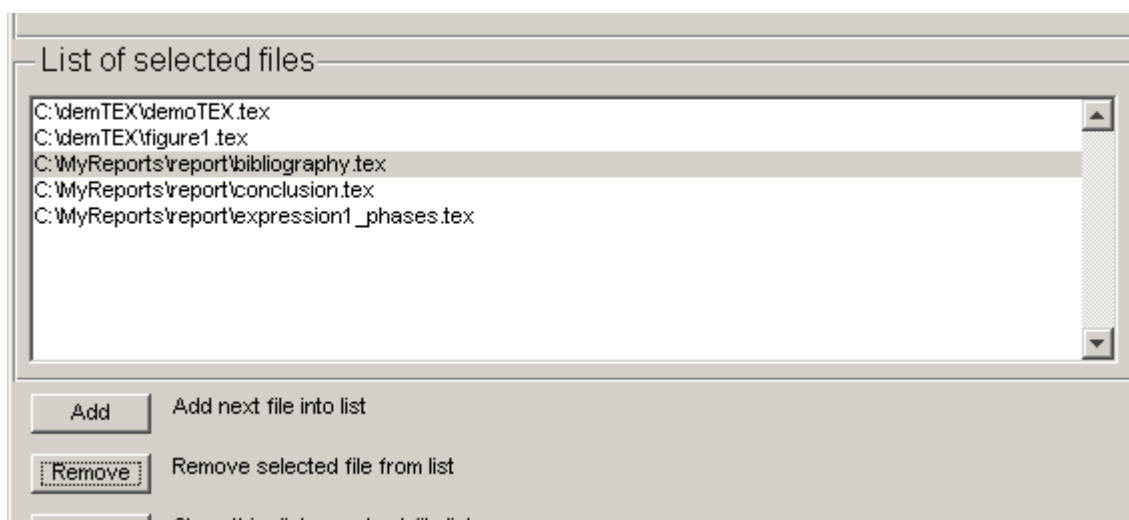 List of selected files
C:\demTEX\demoTEX.tex
C:\demTEX\figure1.tex
C:\MyReports\report\bibliography.tex
C:\MyReports\report\conclusion.tex
C:\MyReports\report\expression1_phases.tex
Add Add next file into list
Remove Remove selected file from list